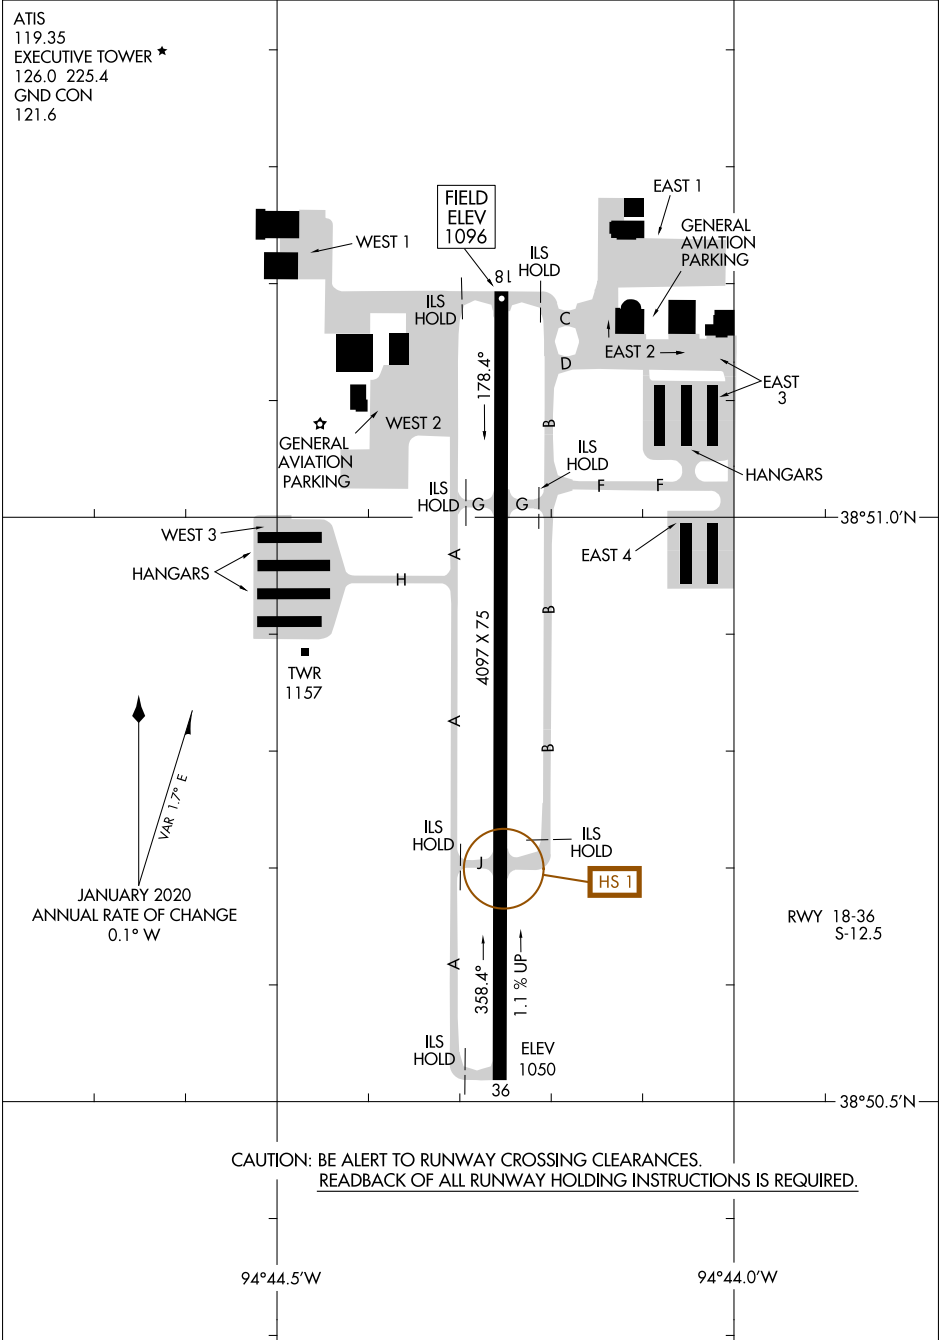 ATIS
119.35
EXECUTIVE TOWER ★
126.0 225.4
GND CON
121.6
FIELD
ELEV
1096
EAST 1
GENERAL
AVIATION
PARKING
WEST 1
ILS
HOLD
18
ILS
HOLD
C
EAST 2
D
EAST
3
178.4°
WEST 2
B
GENERAL
AVIATION
PARKING
ILS
HOLD
HANGARS
ILS
HOLD
G
G
F
F
38°51.0'N
WEST 3
EAST 4
A
HANGARS
H
B
4097 X 75
TWR
1157
A
B
VAR 1.7° E
ILS
HOLD
ILS
HOLD
J
HS 1
JANUARY 2020
ANNUAL RATE OF CHANGE
0.1° W
RWY 18-36
S-12.5
A
358.4°
1.1 % UP
ILS
HOLD
ELEV
1050
36
38°50.5'N
CAUTION: BE ALERT TO RUNWAY CROSSING CLEARANCES.
READBACK OF ALL RUNWAY HOLDING INSTRUCTIONS IS REQUIRED.
94°44.5'W
94°44.0'W